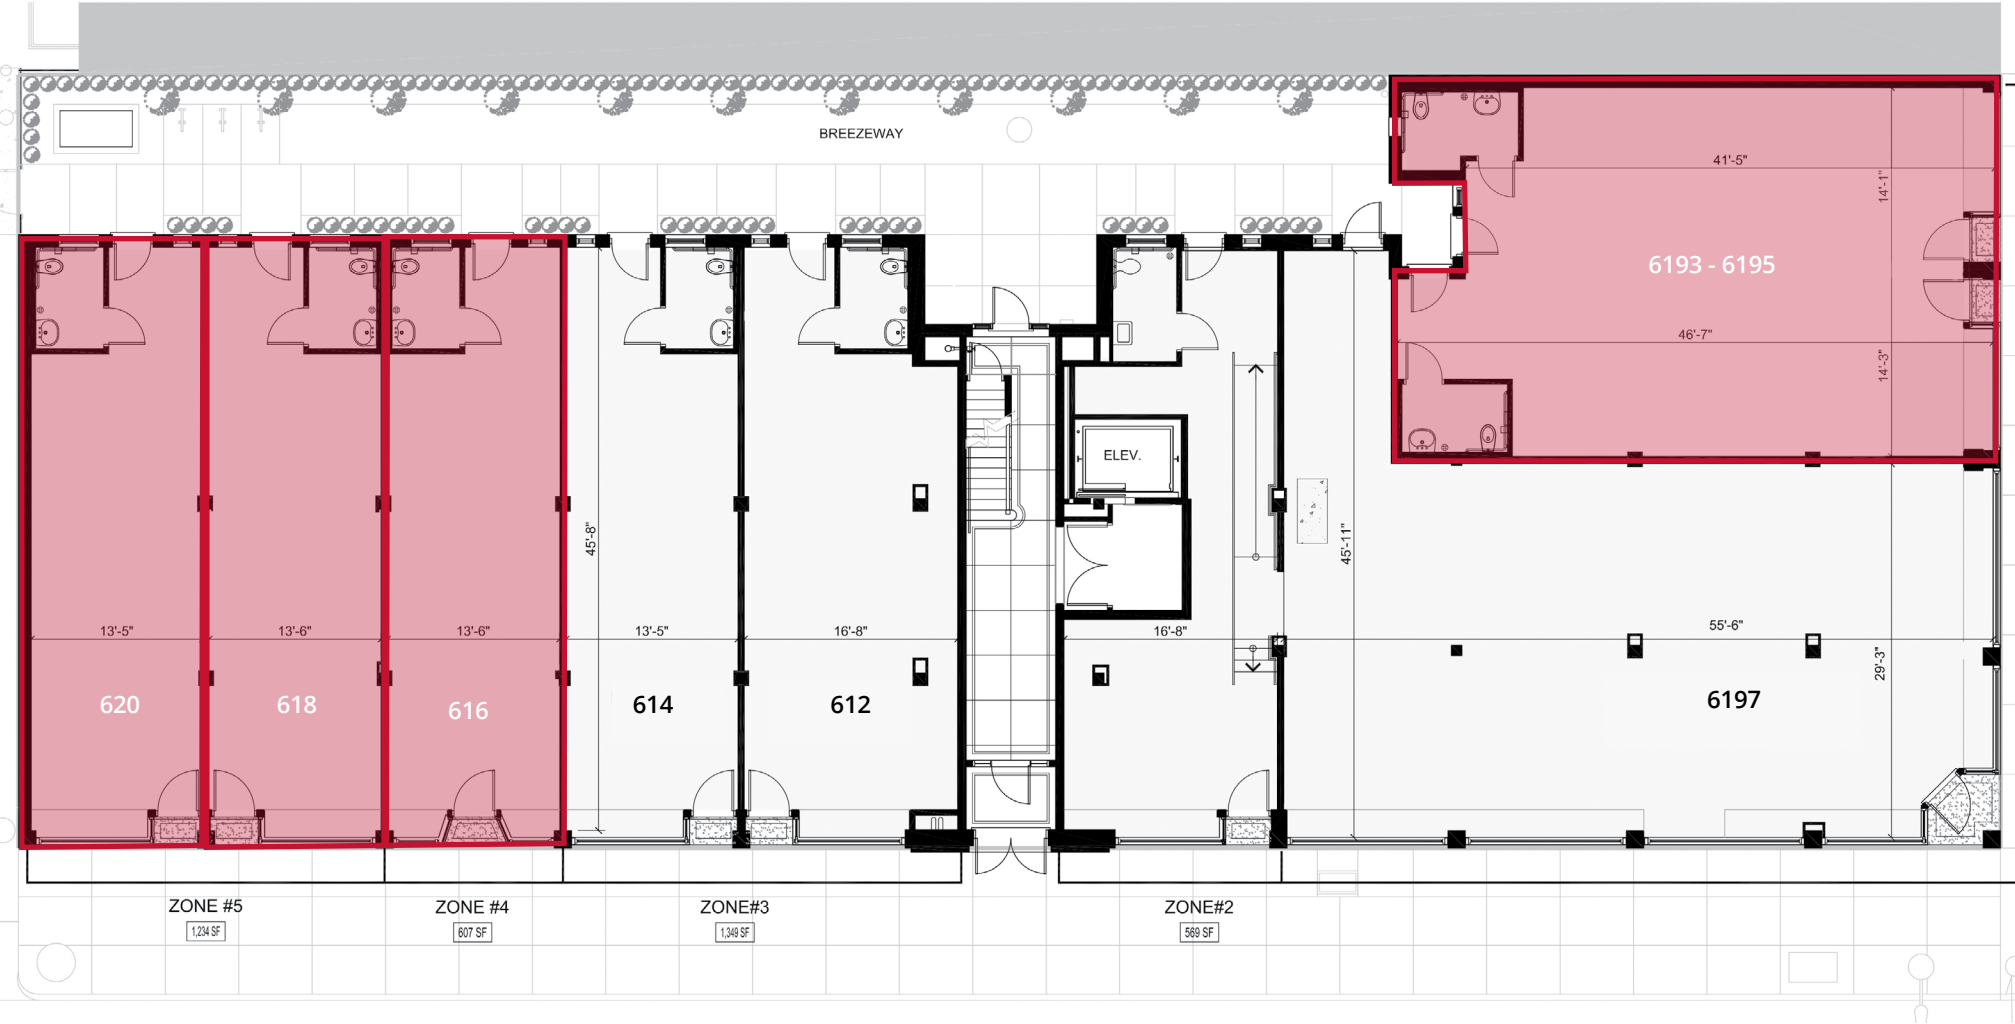 BREEZEWAY
41'-5"
14'-1"
6193 - 6195
46'-7"
14'-3"
ELEV.
45'-8"
45'-11"
13'-5"
13'-6"
13'-6"
13'-5"
16'-8"
16'-8"
55'-6"
29'-3"
620
618
616
614
612
6197
ZONE #5
1,234 SF
ZONE #4
607 SF
ZONE#3
1,349 SF
ZONE#2
569 SF